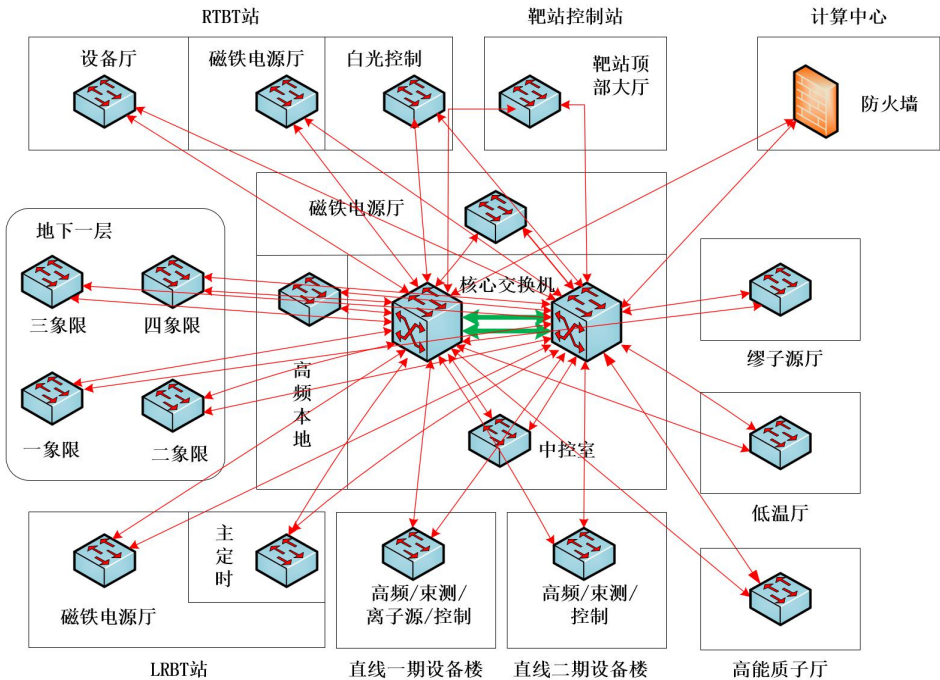 RTBT站
靶站控制站
计算中心
设备厅
磁铁电源厅
白光控制
靶站顶
部大厅
防火墙
磁铁电源厅
地下一层
核心交换机
三象限
四象限
高频本地
缪子源厅
一象限
二象限
中控室
低温厅
主定时
磁铁电源厅
高频/束测/
离子源/控制
高频/束测/
控制
LRBT站
直线一期设备楼
直线二期设备楼
高能质子厅